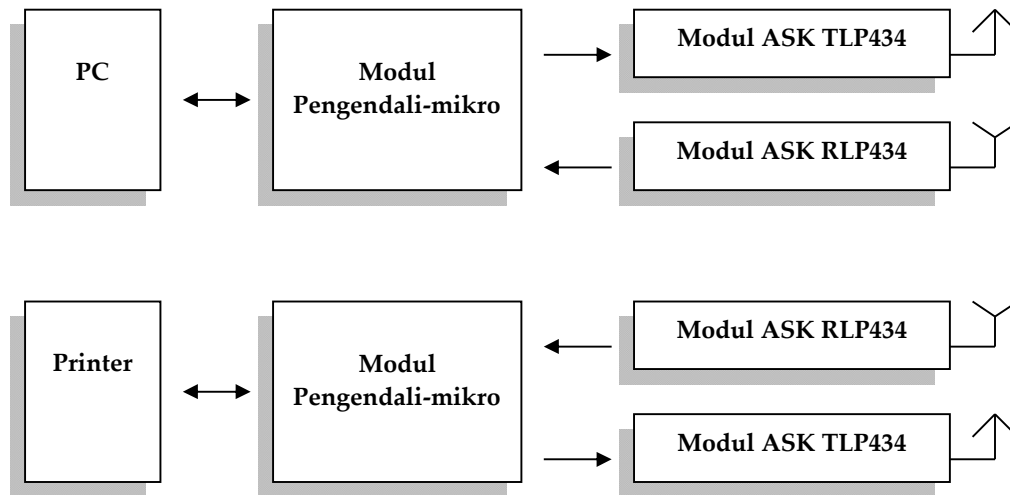 PC
Modul
Pengendali-mikro
Modul ASK TLP434
Modul ASK RLP434
Printer
Modul
Pengendali-mikro
Modul ASK RLP434
Modul ASK TLP434